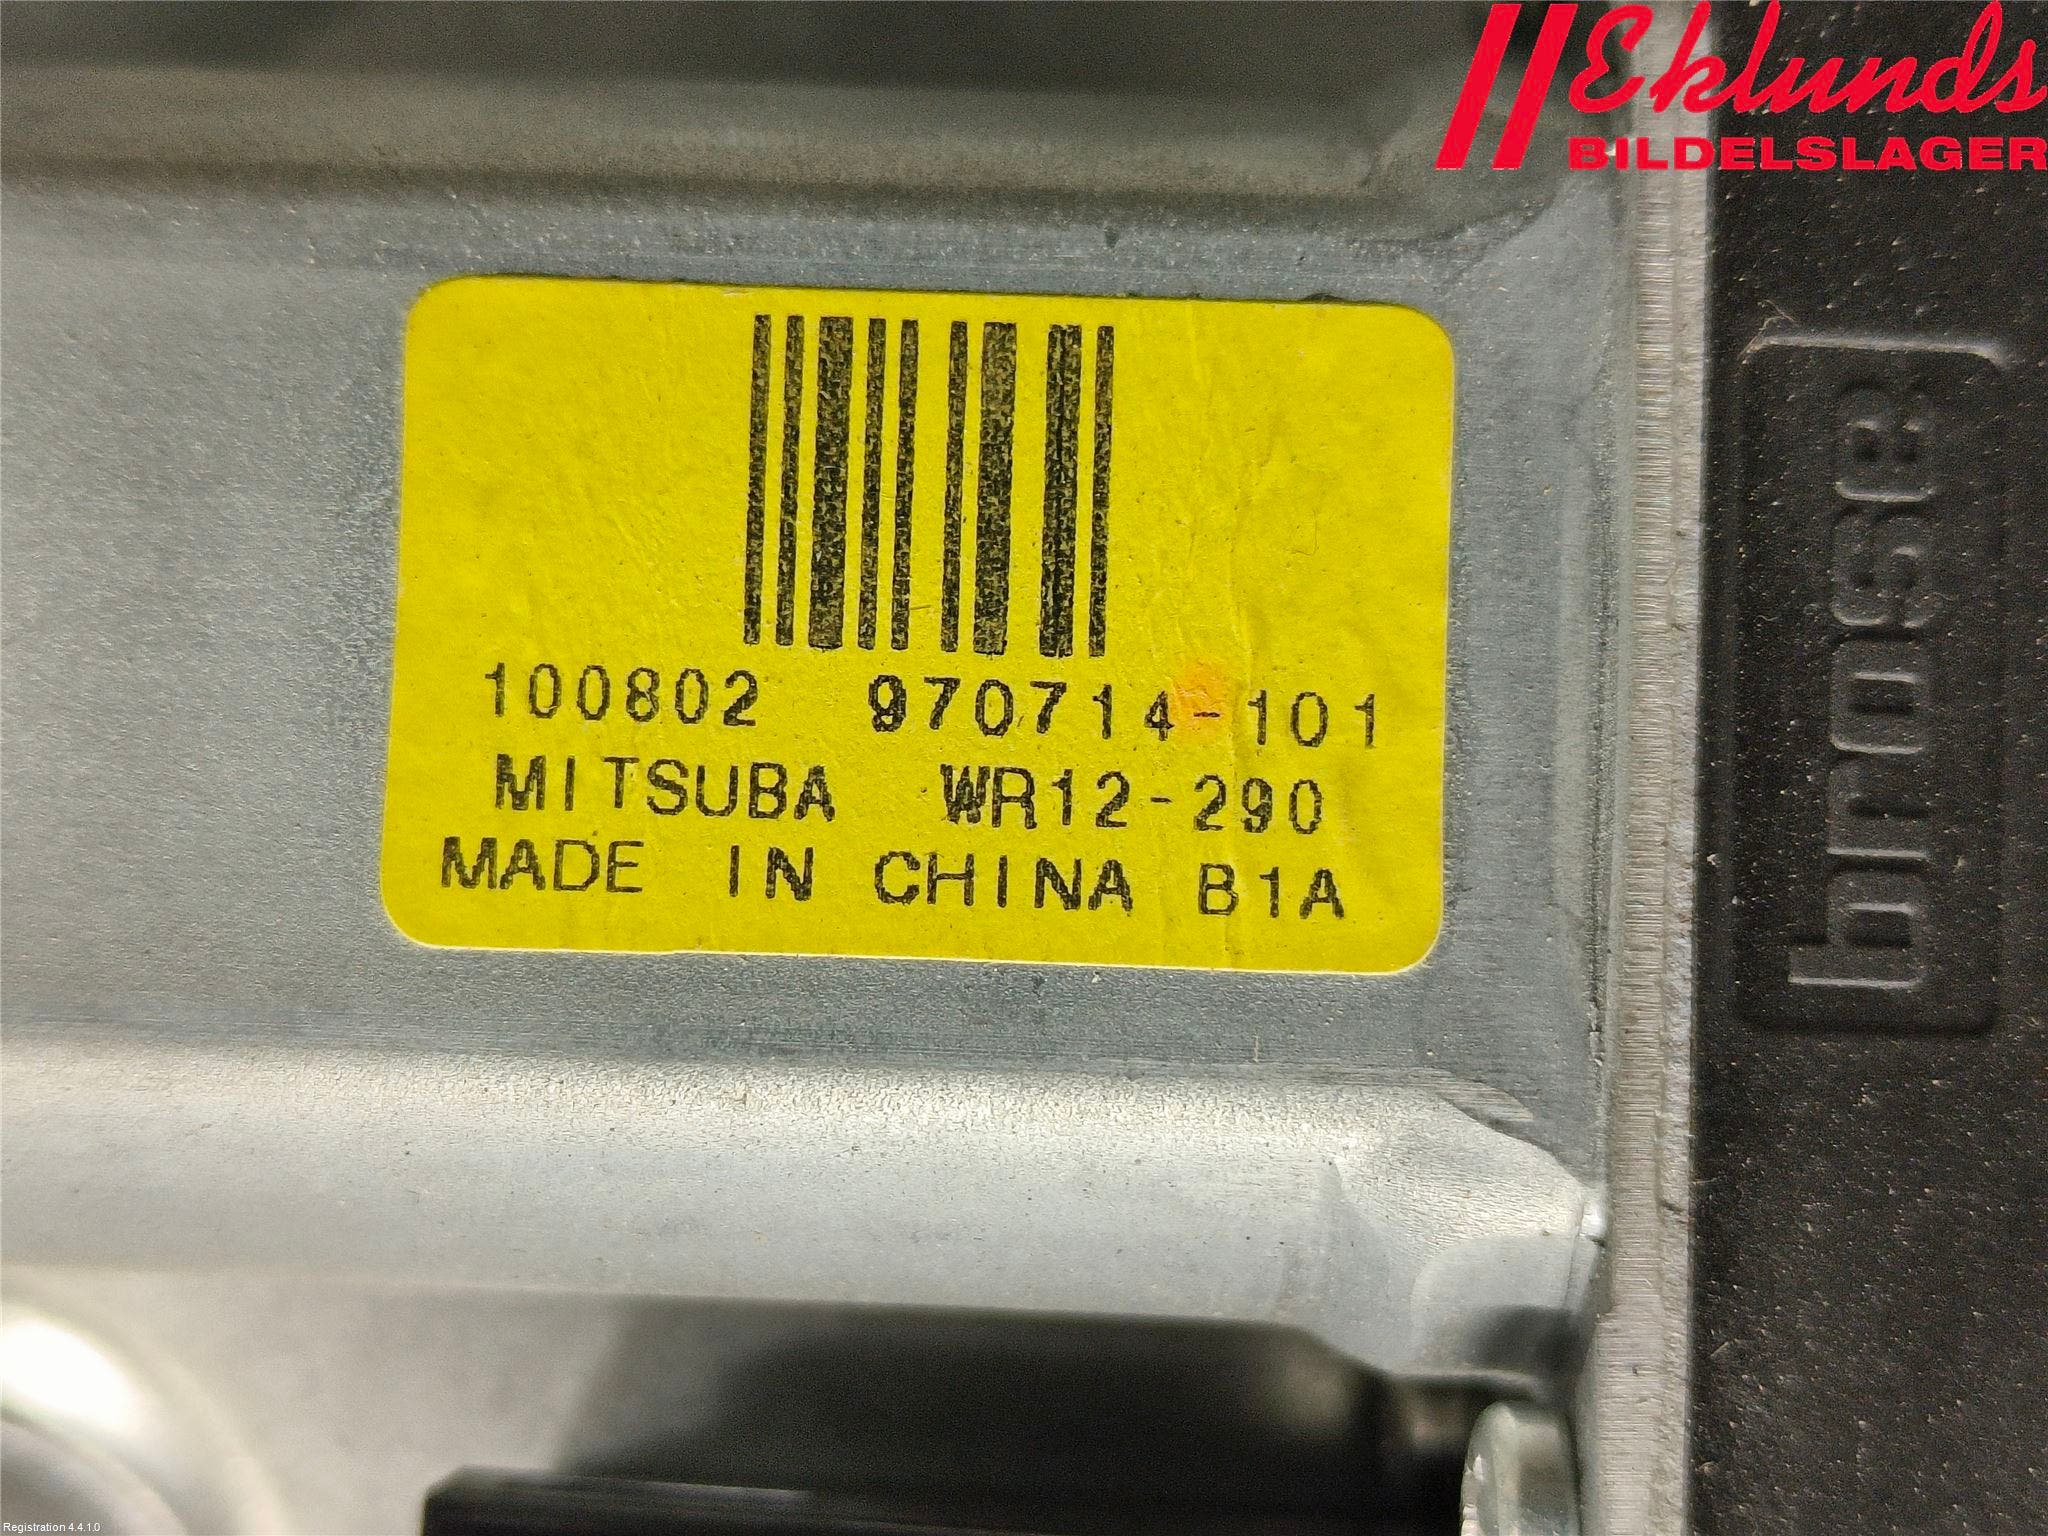 Eklunds
BILDELSLAGER
100802 970714-101
MITSUBA WR12-290
MADE IN CHINA B1A
brose
Registration 4.4.1.0